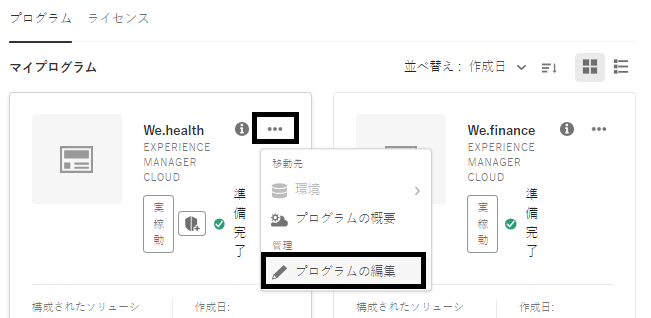 プログラム ライセンス
マイプログラム
並べ替え： 作成日
We.health
EXPERIENCE
MANAGER
CLOUD
実稼動
準備完了
移動先
環境
プログラムの概要
管理
プログラムの編集
構成されたソリューシ
作成日:
We.finance
EXPERIENCE
MANAGER
CLOUD
実稼動
準備完了
構成されたソリューシ
作成日: